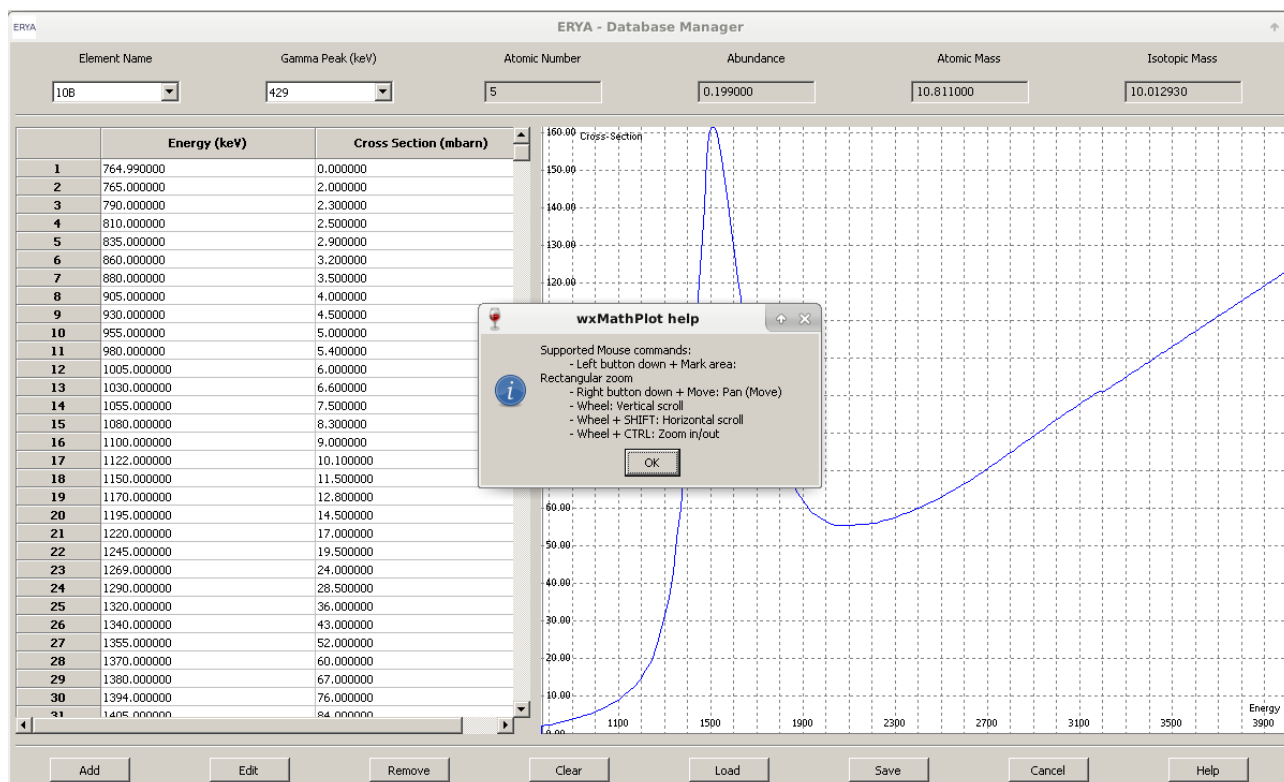 ERYA
ERYA - Database Manager
Element Name Gamma Peak (keV) Atomic Number Abundance Atomic Mass Isotopic Mass
10B 429 5 0.199000 10.811000 10.012930
Energy (keV) Cross Section (mbarn)
1 764.990000 0.000000
2 765.000000 2.000000
3 790.000000 2.300000
4 810.000000 2.500000
5 835.000000 2.900000
6 860.000000 3.200000
7 880.000000 3.500000
8 905.000000 4.000000
9 930.000000 4.500000
10 955.000000 5.000000
11 980.000000 5.400000
12 1005.000000 6.000000
13 1030.000000 6.600000
14 1055.000000 7.500000
15 1080.000000 8.300000
16 1100.000000 9.000000
17 1122.000000 10.100000
18 1150.000000 11.500000
19 1170.000000 12.800000
20 1195.000000 14.500000
21 1220.000000 17.000000
22 1245.000000 19.500000
23 1269.000000 24.000000
24 1290.000000 28.500000
25 1320.000000 36.000000
26 1340.000000 43.000000
27 1355.000000 52.000000
28 1370.000000 60.000000
29 1380.000000 67.000000
30 1394.000000 76.000000
31 1405.000000 84.000000
160.00 Cross-Section
150.00
140.00
130.00
120.00
wxMathPlot help
Supported Mouse commands:
- Left button down + Mark area:
Rectangular zoom
- Right button down + Move: Pan (Move)
- Wheel: Vertical scroll
- Wheel + SHIFT: Horizontal scroll
- Wheel + CTRL: Zoom in/out
OK
60.00
50.00
40.00
30.00
20.00
10.00
0.00
Energy
1100 1500 1900 2300 2700 3100 3500 3900
Add Edit Remove Clear Load Save Cancel Help